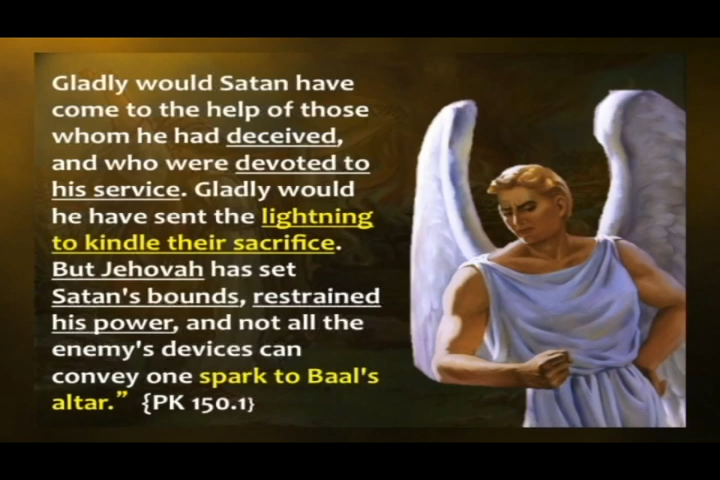 Gladly would Satan have
come to the help of those
whom he had deceived,
and who were devoted to
his service. Gladly would
he have sent the lightning
to kindle their sacrifice.
But Jehovah has set
Satan's bounds, restrained
his power, and not all the
enemy's devices can
convey one spark to Baal's
altar.” {PK 150.1}